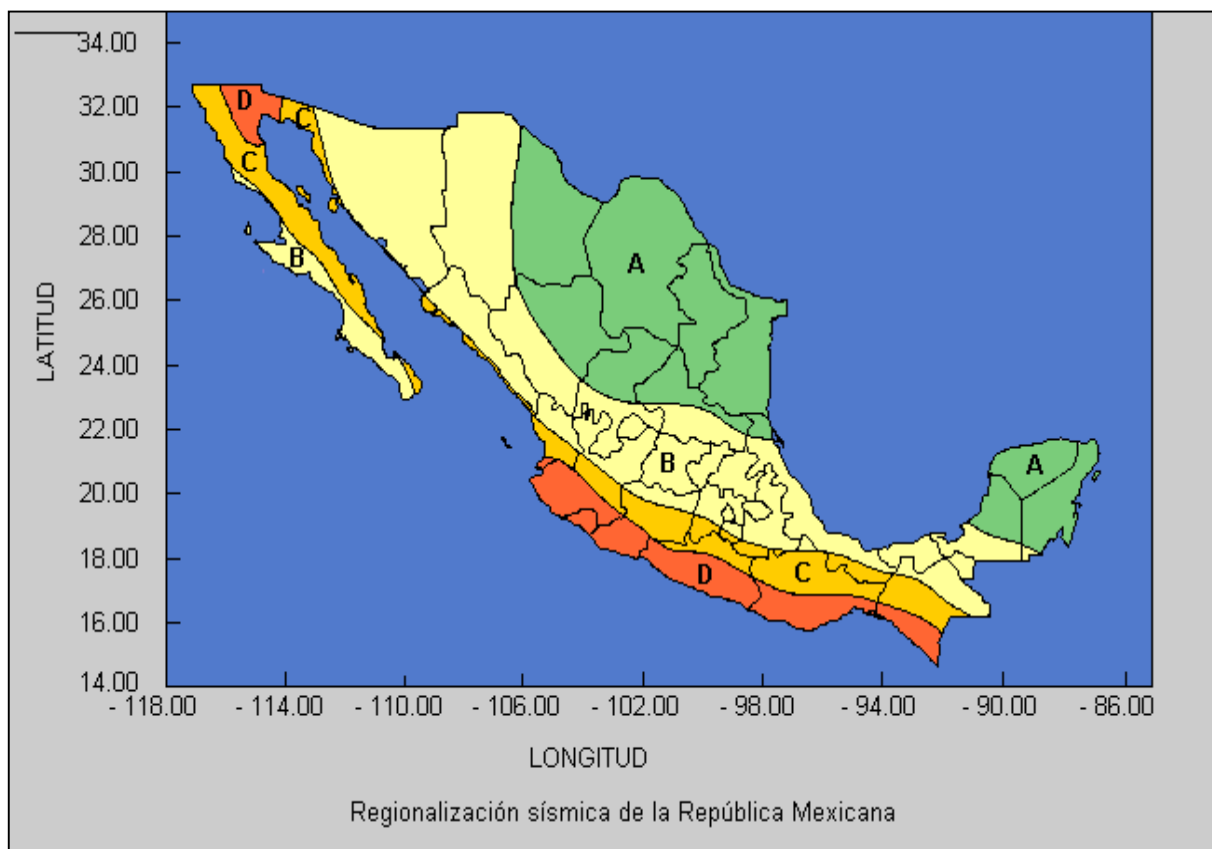 34.00
32.00
30.00
28.00
26.00
24.00
22.00
20.00
18.00
16.00
14.00
LATITUD
D
C
C
B
A
B
A
D
C
- 118.00 - 114.00 - 110.00 - 106.00 - 102.00 - 98.00 - 94.00 - 90.00 - 86.00
LONGITUD
Regionalización sísmica de la República Mexicana